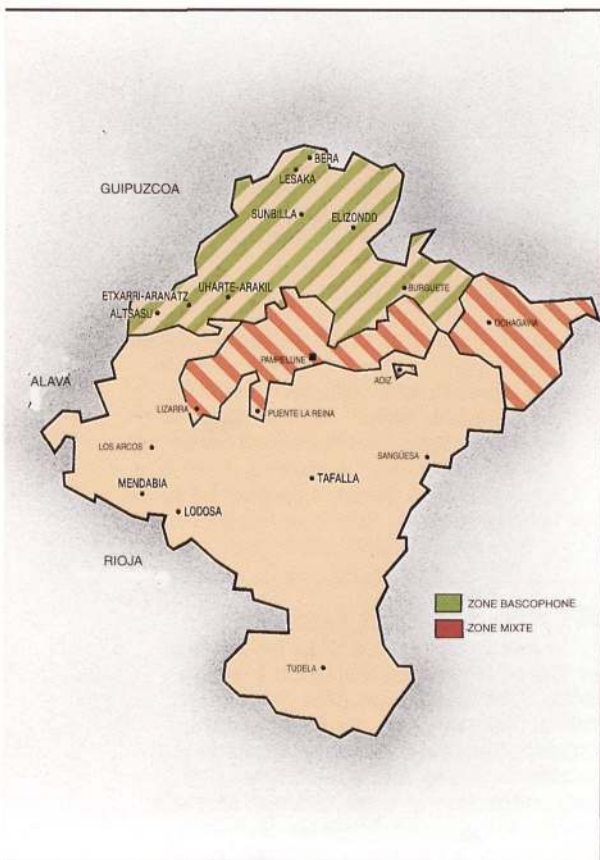 BERA
LESAKA
GUIPUZCOA
SUNBILLA
ELIZONDO
UHARTE-ARAKIL
BURGUETE
ETXARRI-ARANATZ
ALTSASU
OCHAGAVIA
PAMPELUNE
ALAVA
AOIZ
LIZARRA
PUENTE LA REINA
LOS ARCOS
SANGÜESA
MENDABIA
TAFALLA
LODOSA
RIOJA
ZONE BASCOPHONE
ZONE MIXTE
TUDELA